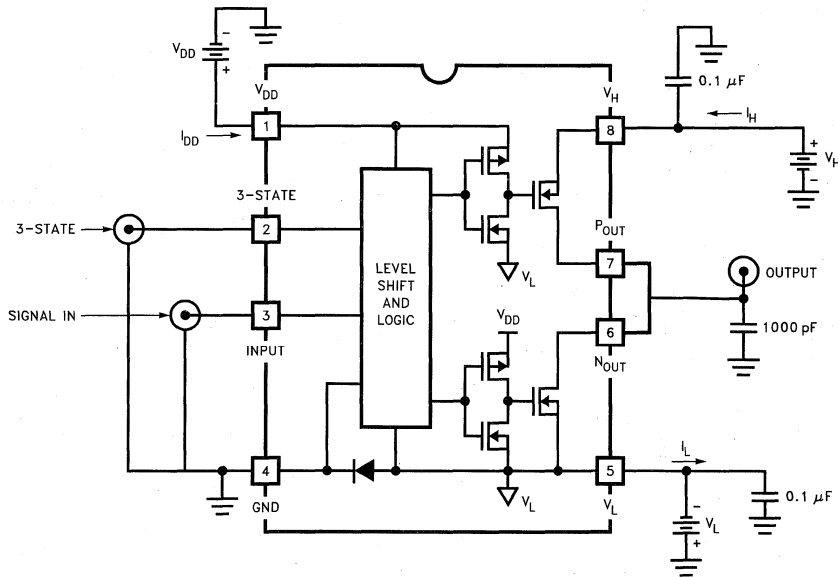 V_DD
-
+
V_DD
V_H
0.1 μF
I_DD
1
8
I_H
+
V_H
-
3-STATE
3-STATE
2
P_OUT
7
V_L
LEVEL
SHIFT
AND
LOGIC
OUTPUT
SIGNAL IN
3
INPUT
V_DD
6
N_OUT
1000 pF
4
GND
V_L
5
V_L
I_L
-
V_L
+
0.1 μF